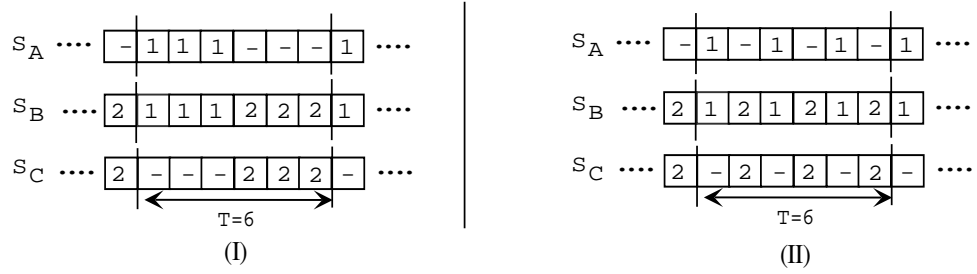 S_A .... - 1 1 1 - - - 1 ....
S_B .... 2 1 1 1 2 2 2 1 ....
S_C .... 2 - - - 2 2 2 - ....
T=6
(I)
S_A .... - 1 - 1 - 1 - 1 ....
S_B .... 2 1 2 1 2 1 2 1 ....
S_C .... 2 - 2 - 2 - 2 - ....
T=6
(II)